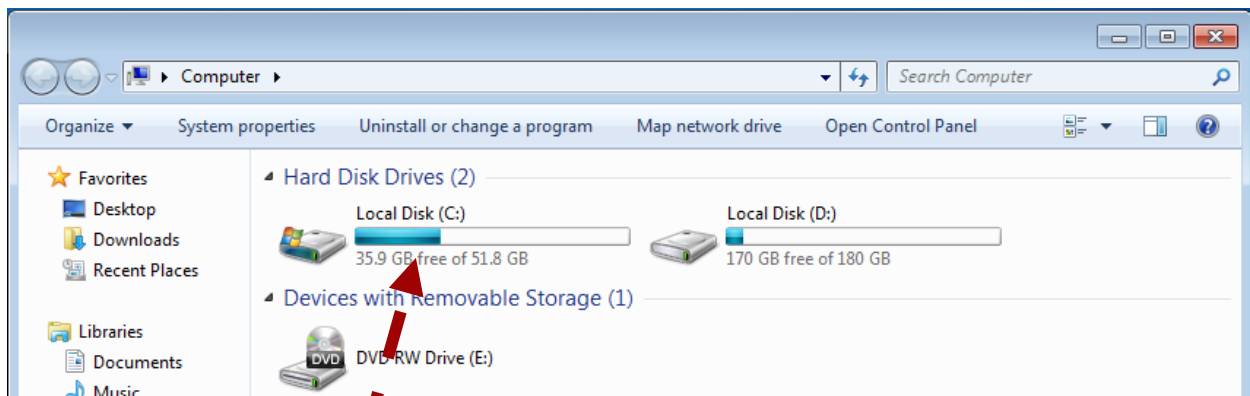 Computer
Search Computer
Organize System properties Uninstall or change a program Map network drive Open Control Panel
Favorites
Desktop
Downloads
Recent Places
Libraries
Documents
Music
Hard Disk Drives (2)
Local Disk (C:)
35.9 GB free of 51.8 GB
Local Disk (D:)
170 GB free of 180 GB
Devices with Removable Storage (1)
DVD
DVD RW Drive (E:)